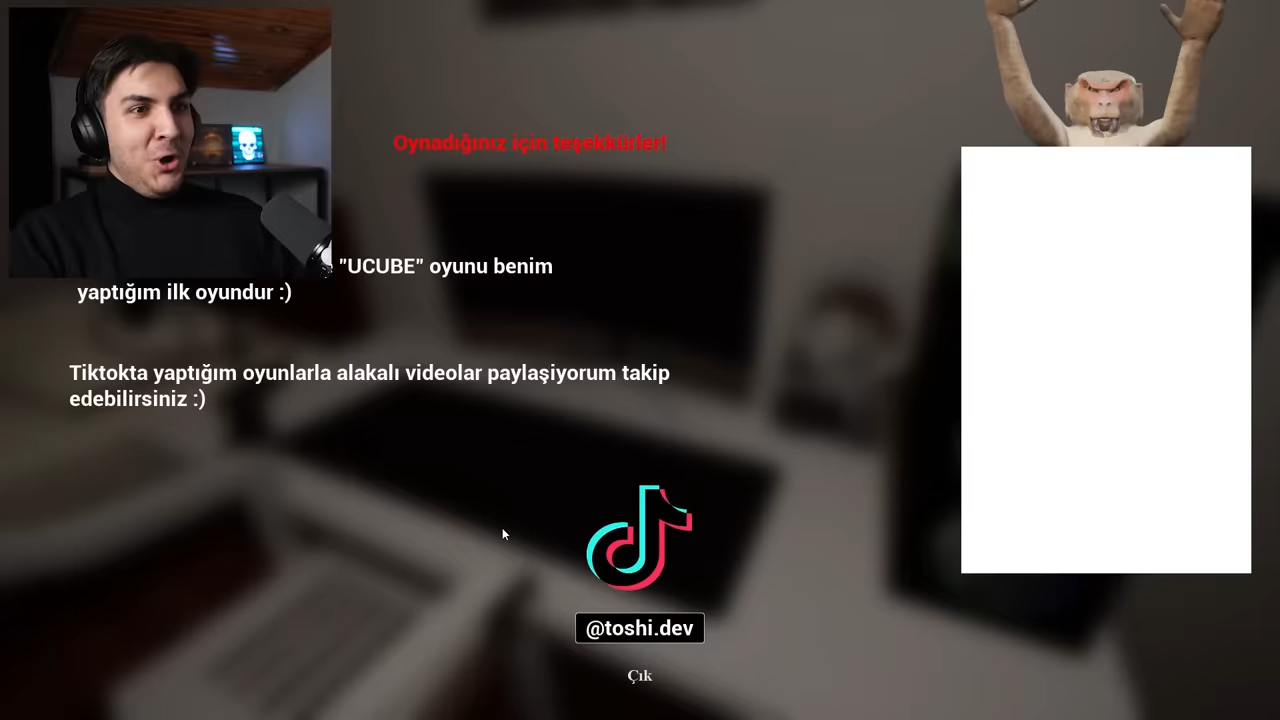 Oynadığınız için teşekkürler!
"UCUBE" oyunu benim
yaptığım ilk oyundur :)
Tiktokta yaptığım oyunlarla alakalı videolar paylaşiyorum takip
edebilirsiniz :)
@toshi.dev
Çık